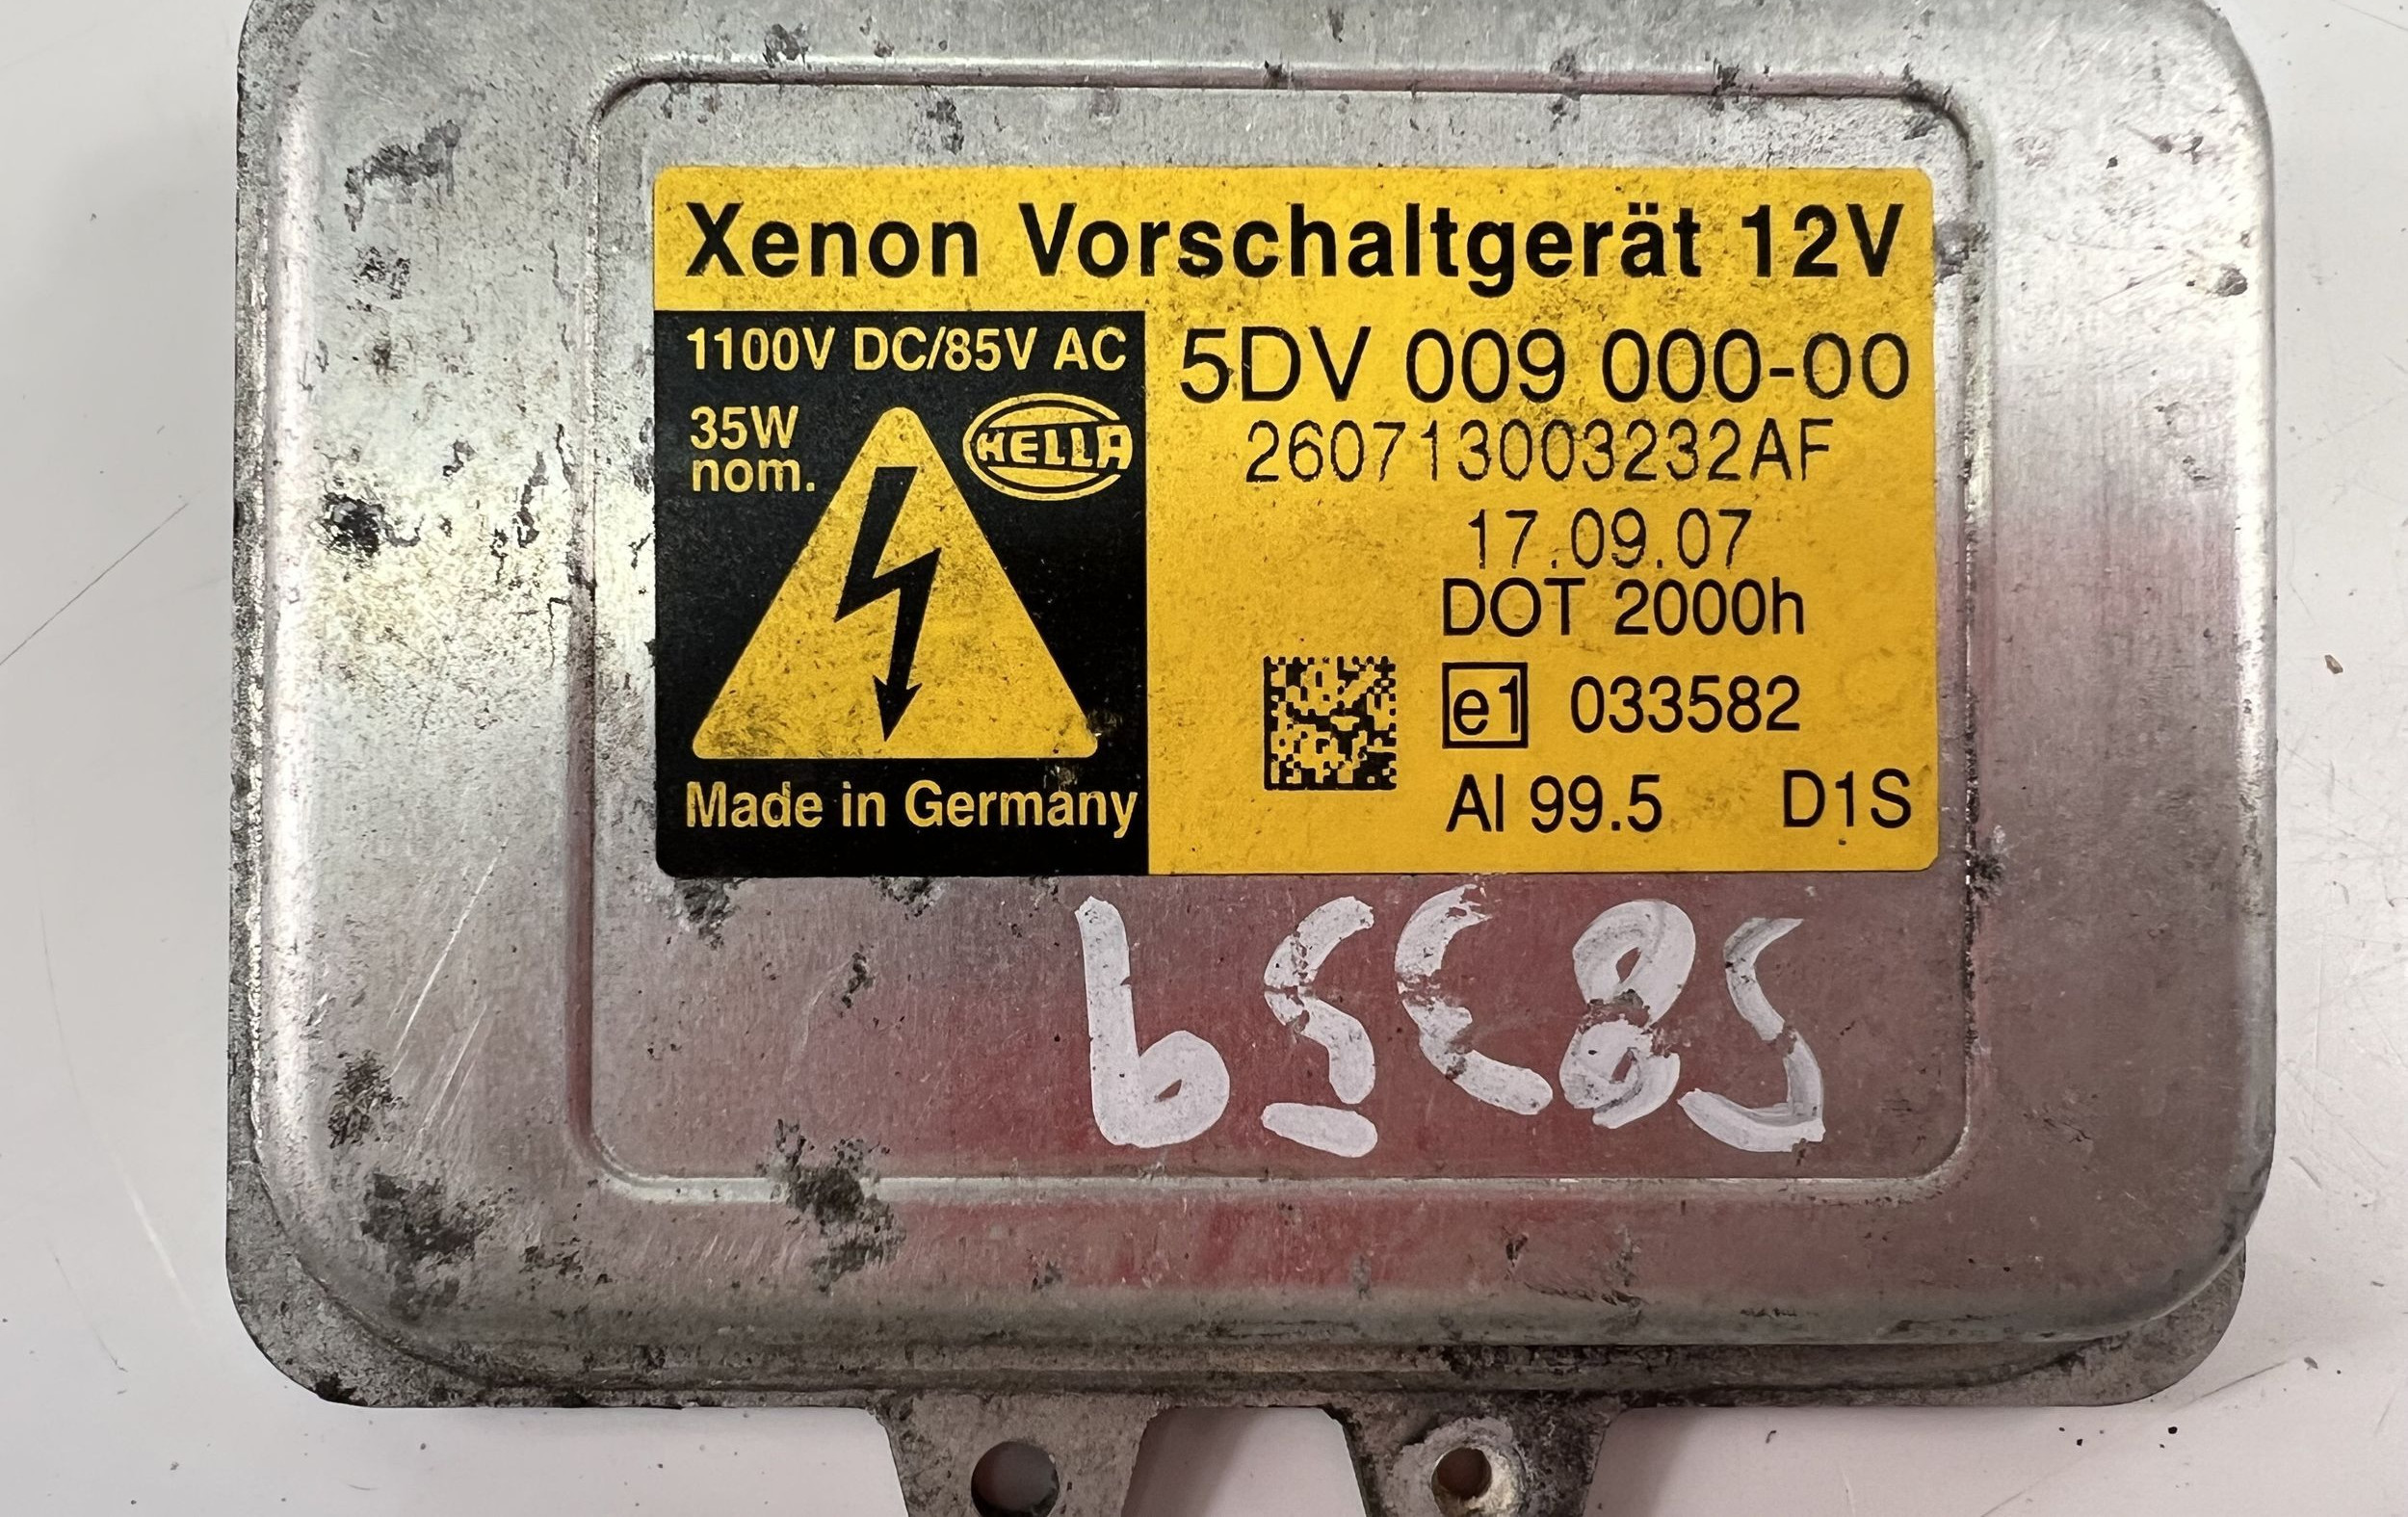 Xenon Vorschaltgerät 12V
1100V DC/85V AC
35W
nom.
HELLA
Made in Germany
5DV 009 000-00
260713003232AF
17.09.07
DOT 2000h
e1 033582
Al 99.5 D1S
58359